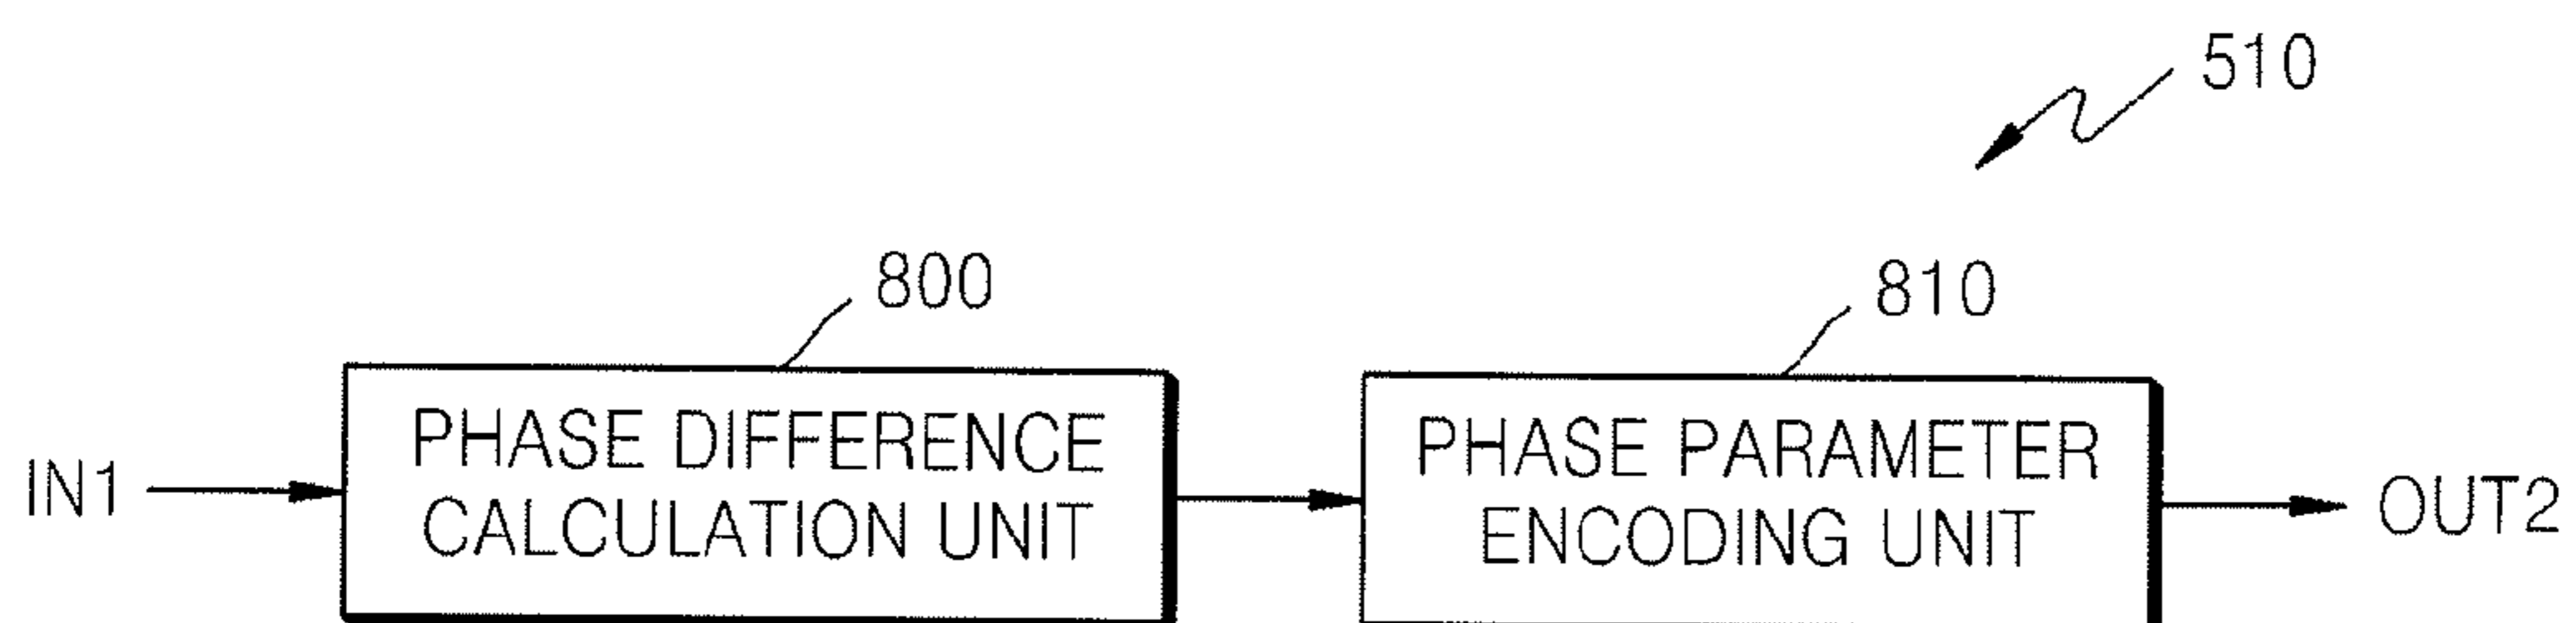 510
800
810
IN1
PHASE DIFFERENCE
CALCULATION UNIT
PHASE PARAMETER
ENCODING UNIT
OUT2